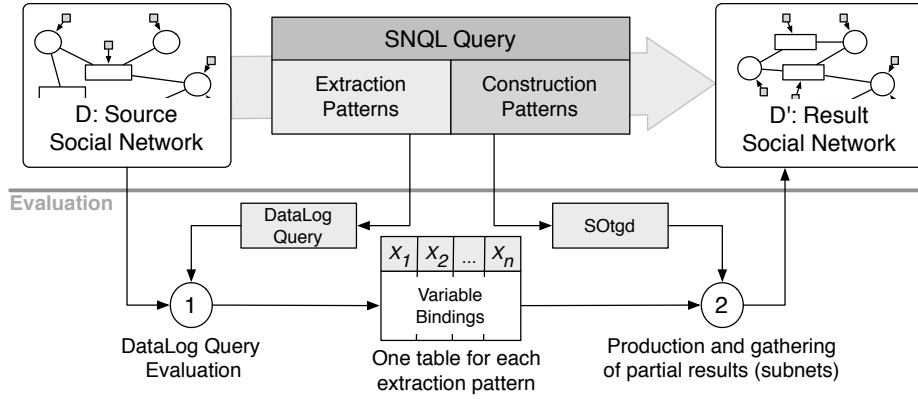 SNQL Query
Extraction
Patterns
Construction
Patterns
D: Source
Social Network
D': Result
Social Network
Evaluation
DataLog
Query
SOtgd
X1 X2 ... Xn
Variable
Bindings
1
2
DataLog Query
Evaluation
One table for each
extraction pattern
Production and gathering
of partial results (subnets)